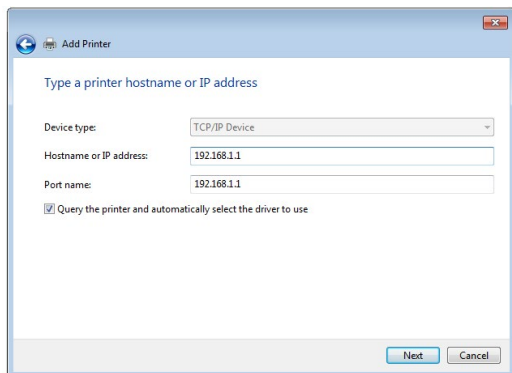 Add Printer
Type a printer hostname or IP address
Device type: TCP/IP Device
Hostname or IP address: 192.168.1.1
Port name: 192.168.1.1
Query the printer and automatically select the driver to use
Next Cancel